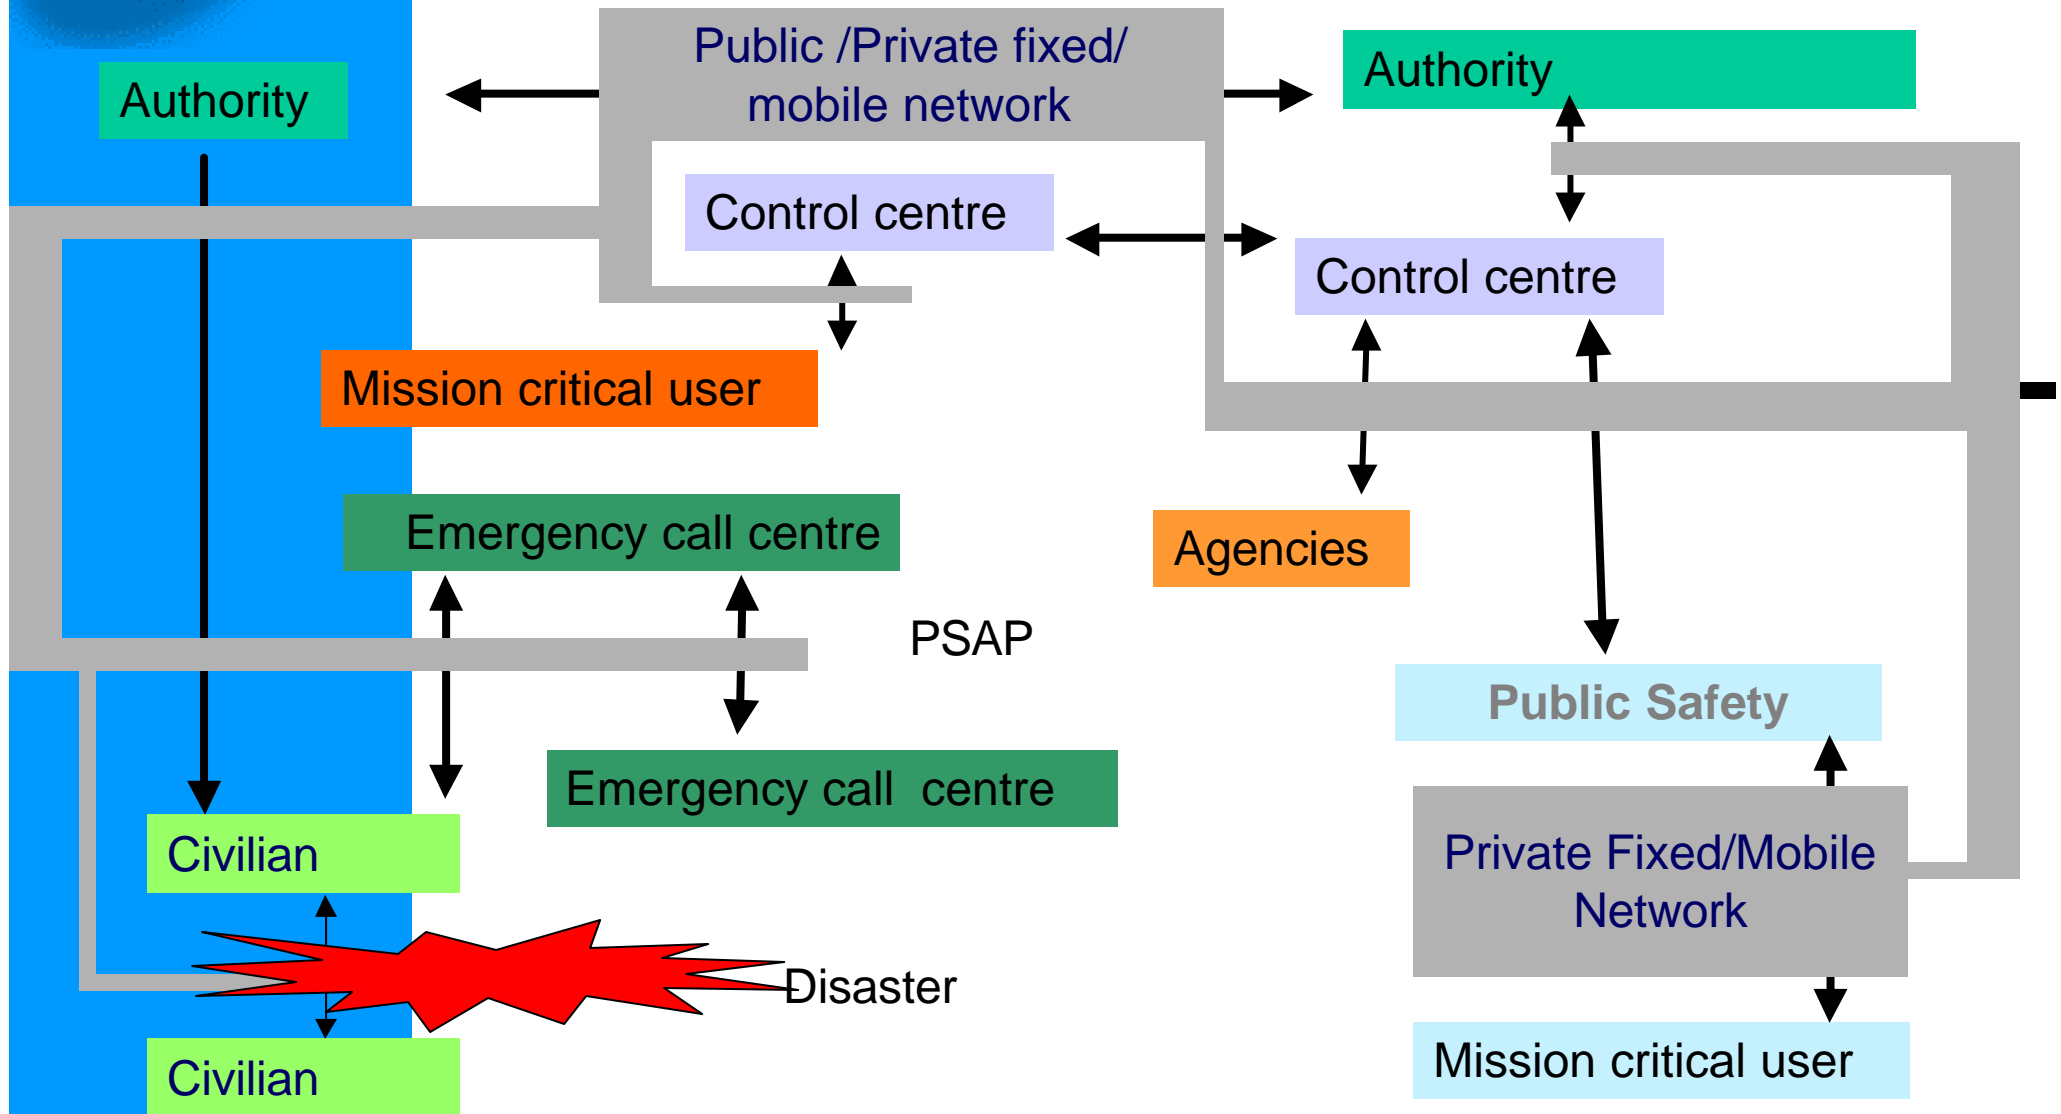 Public /Private fixed/
mobile network
Authority
Authority
Control centre
Control centre
Mission critical user
Emergency call centre
Agencies
PSAP
Public Safety
Emergency call  centre
Civilian
Private Fixed/Mobile
Network
Disaster
Civilian
Mission critical user